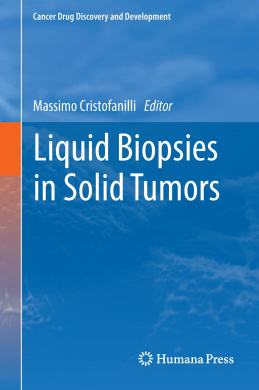 Cancer Drug Discovery and Development
Massimo Cristofanilli Editor
Liquid Biopsies
in Solid Tumors
Humana Press